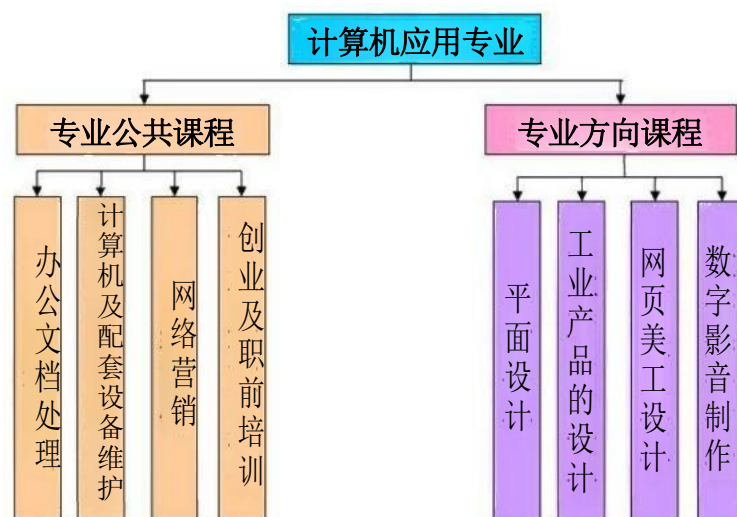 计算机应用专业
专业公共课程
专业方向课程
办公文档处理
计算机及配套设备维护
网络营销
创业及职前培训
平面设计
工业产品的设计
网页美工设计
数字影音制作